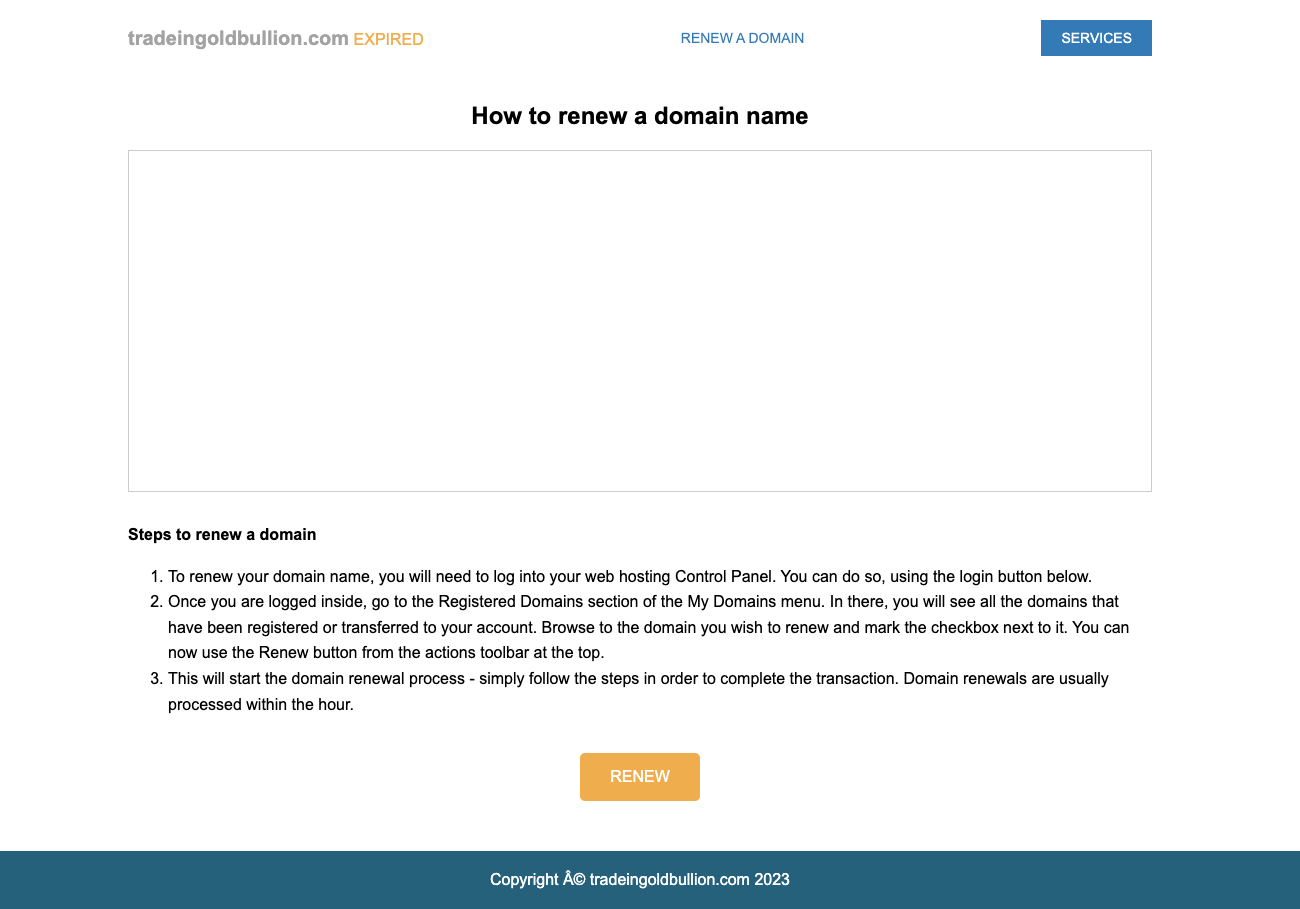 tradeingoldbullion.com EXPIRED
RENEW A DOMAIN
SERVICES
How to renew a domain name
Steps to renew a domain
1. To renew your domain name, you will need to log into your web hosting Control Panel. You can do so, using the login button below.
2. Once you are logged inside, go to the Registered Domains section of the My Domains menu. In there, you will see all the domains that
have been registered or transferred to your account. Browse to the domain you wish to renew and mark the checkbox next to it. You can
now use the Renew button from the actions toolbar at the top.
3. This will start the domain renewal process - simply follow the steps in order to complete the transaction. Domain renewals are usually
processed within the hour.
RENEW
Copyright Â© tradeingoldbullion.com 2023